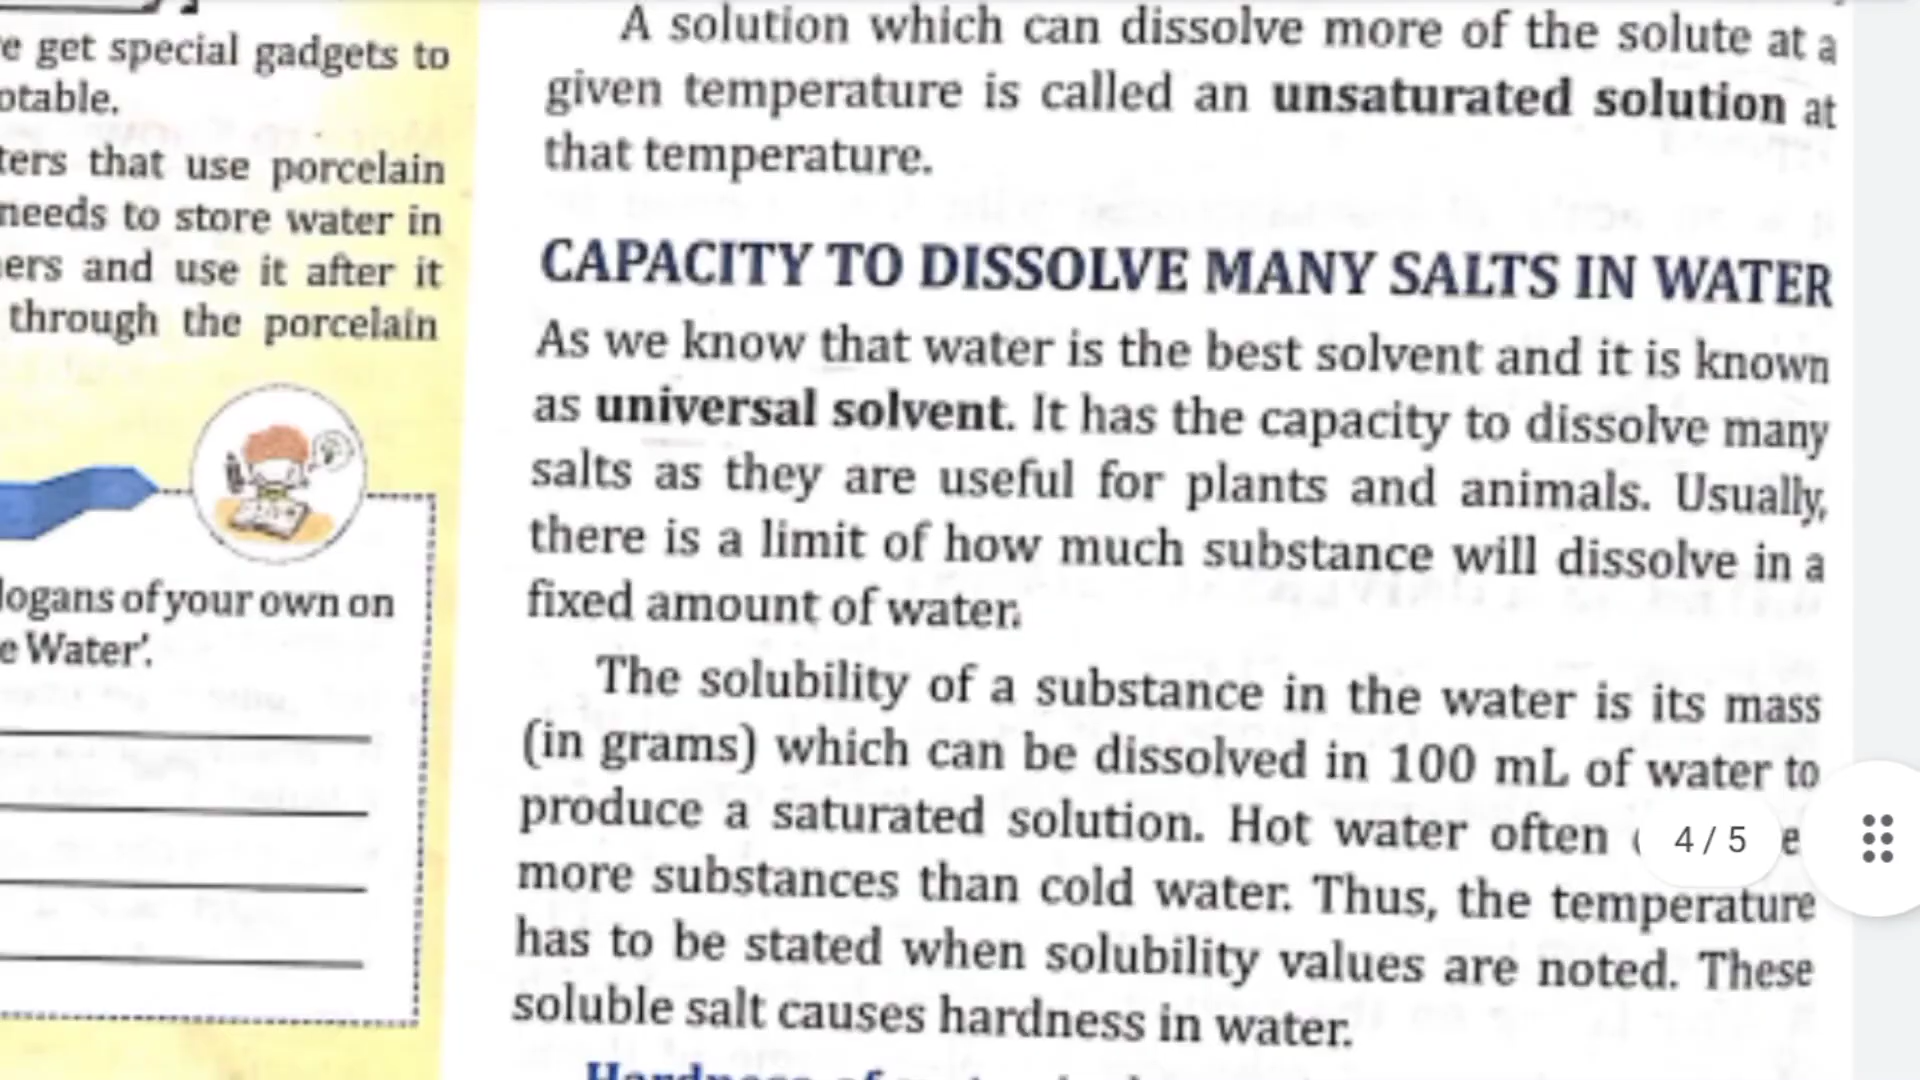 e get special gadgets to
otable.
ters that use porcelain
needs to store water in
ers and use it after it
through the porcelain
logans of your own on
e Water'.
A solution which can dissolve more of the solute at a
given temperature is called an unsaturated solution at
that temperature.
CAPACITY TO DISSOLVE MANY SALTS IN WATER
As we know that water is the best solvent and it is known
as universal solvent. It has the capacity to dissolve many
salts as they are useful for plants and animals. Usually,
there is a limit of how much substance will dissolve in a
fixed amount of water.
The solubility of a substance in the water is its mass
(in grams) which can be dissolved in 100 mL of water to
produce a saturated solution. Hot water often
more substances than cold water. Thus, the temperature
has to be stated when solubility values are noted. These
soluble salt causes hardness in water.
Hardness of
4 / 5